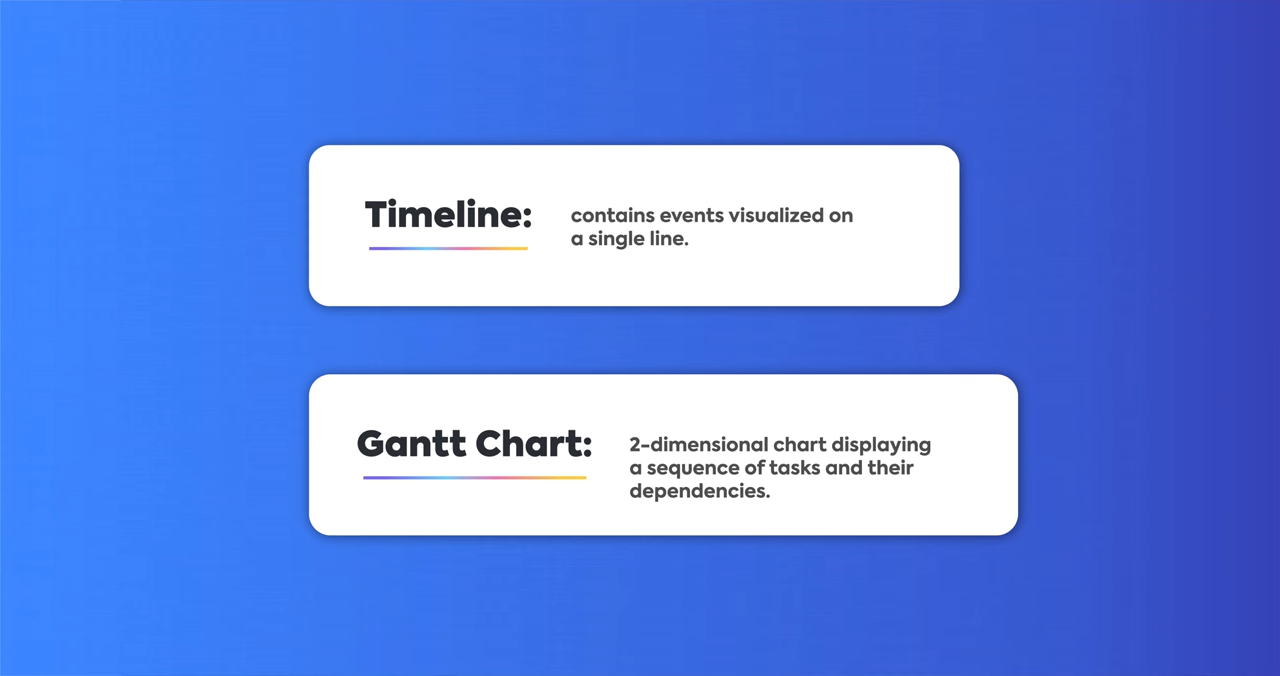 Timeline:
contains events visualized on
a single line.
Gantt Chart:
2-dimensional chart displaying
a sequence of tasks and their
dependencies.